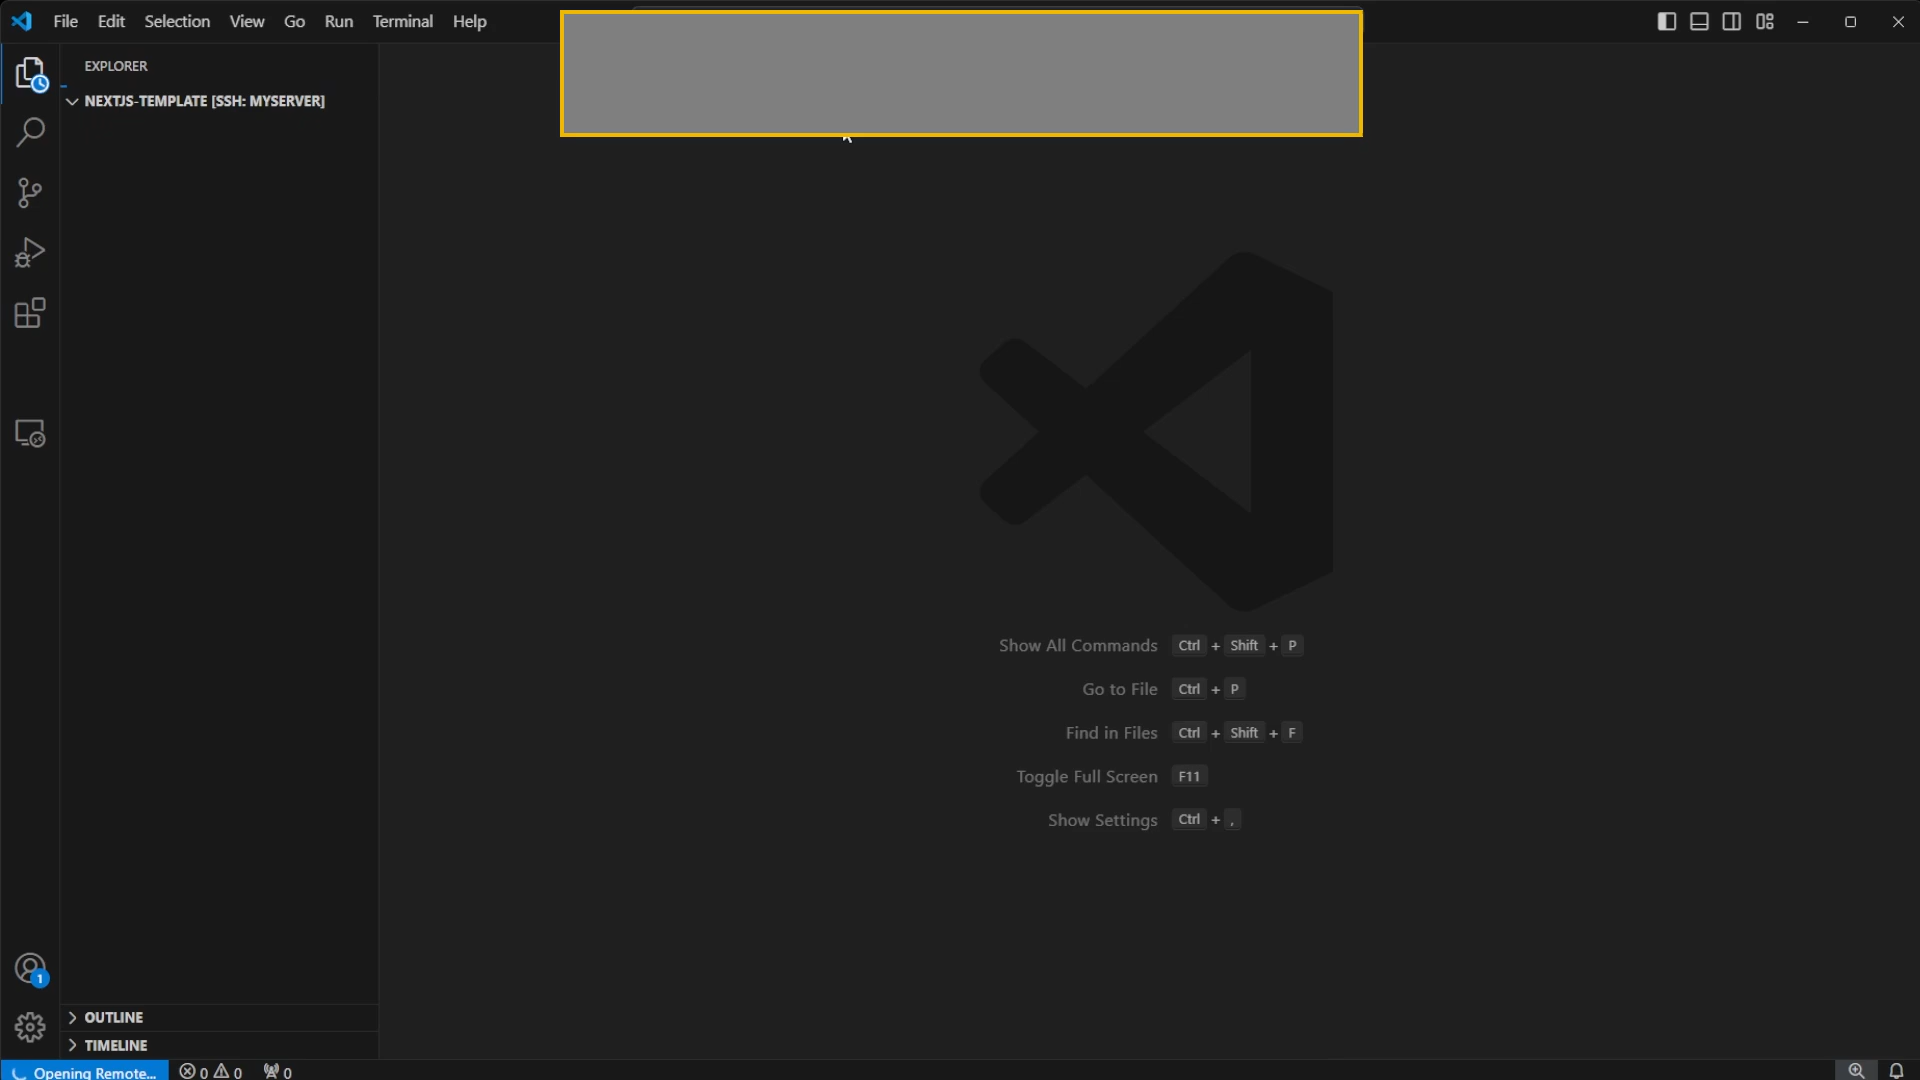 File Edit Selection View Go Run Terminal Help
EXPLORER
NEXTJS-TEMPLATE [SSH: MYSERVER]
Show All Commands Ctrl + Shift + P
Go to File Ctrl + P
Find in Files Ctrl + Shift + F
Toggle Full Screen F11
Show Settings Ctrl + ,
1
OUTLINE
TIMELINE
Opening Remote... 0 0 0